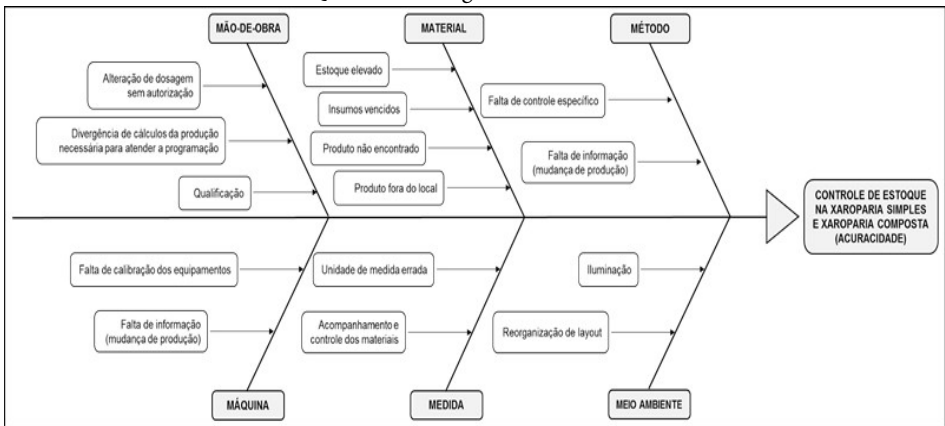 MÃO-DE-OBRA
MATERIAL
MÉTODO
Alteração de dosagem
sem autorização
Divergência de cálculos da produção
necessária para atender a programação
Qualificação
Estoque elevado
Insumos vencidos
Produto não encontrado
Produto fora do local
Falta de controle específico
Falta de informação
(mudança de produção)
CONTROLE DE ESTOQUE
NA XAROPARIA SIMPLES
E XAROPARIA COMPOSTA
(ACURACIDADE)
Falta de calibração dos equipamentos
Falta de informação
(mudança de produção)
Unidade de medida errada
Acompanhamento e
controle dos materiais
Iluminação
Reorganização de layout
MÁQUINA
MEDIDA
MEIO AMBIENTE